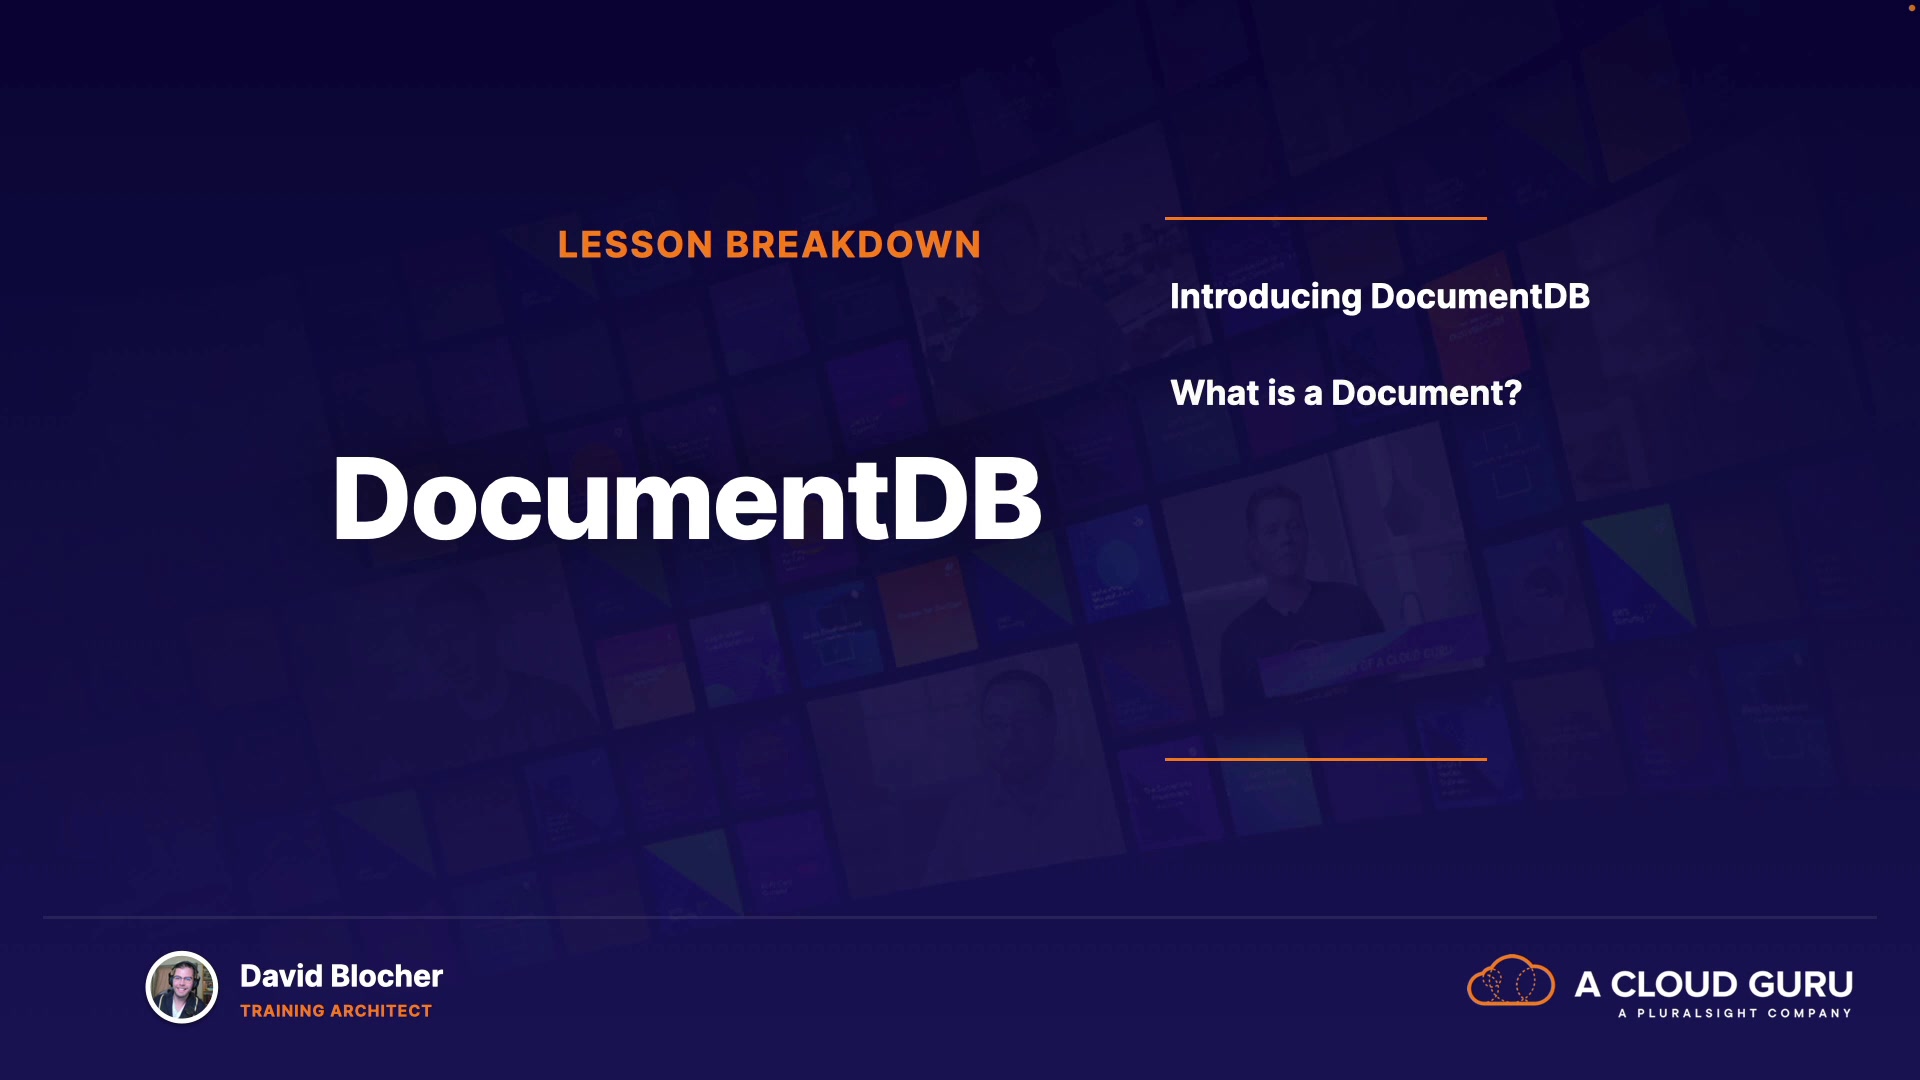 LESSON BREAKDOWN
DocumentDB
Introducing DocumentDB
What is a Document?
David Blocher
TRAINING ARCHITECT
A CLOUD GURU
A PLURALSIGHT COMPANY